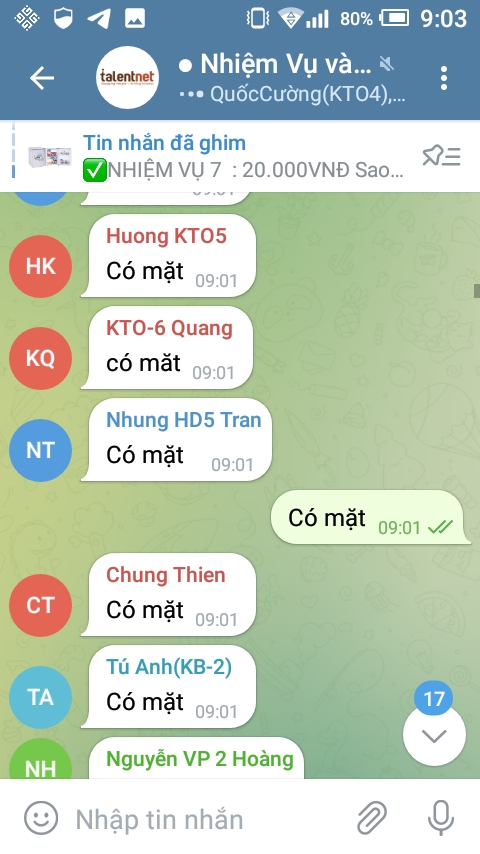 80% 9:03
talentnet
Nhiệm Vụ và...
QuốcCường(KTO4),...
Tin nhắn đã ghim
✅NHIỆM VỤ 7 : 20.000VNĐ Sao...
HK
Huong KTO5
Có mặt 09:01
KQ
KTO-6 Quang
có măt 09:01
NT
Nhung HD5 Tran
Có mặt 09:01
Có mặt 09:01
CT
Chung Thien
Có mặt 09:01
TA
Tú Anh(KB-2)
Có mặt 09:01
17
NH
Nguyễn VP 2 Hoàng
Nhập tin nhắn